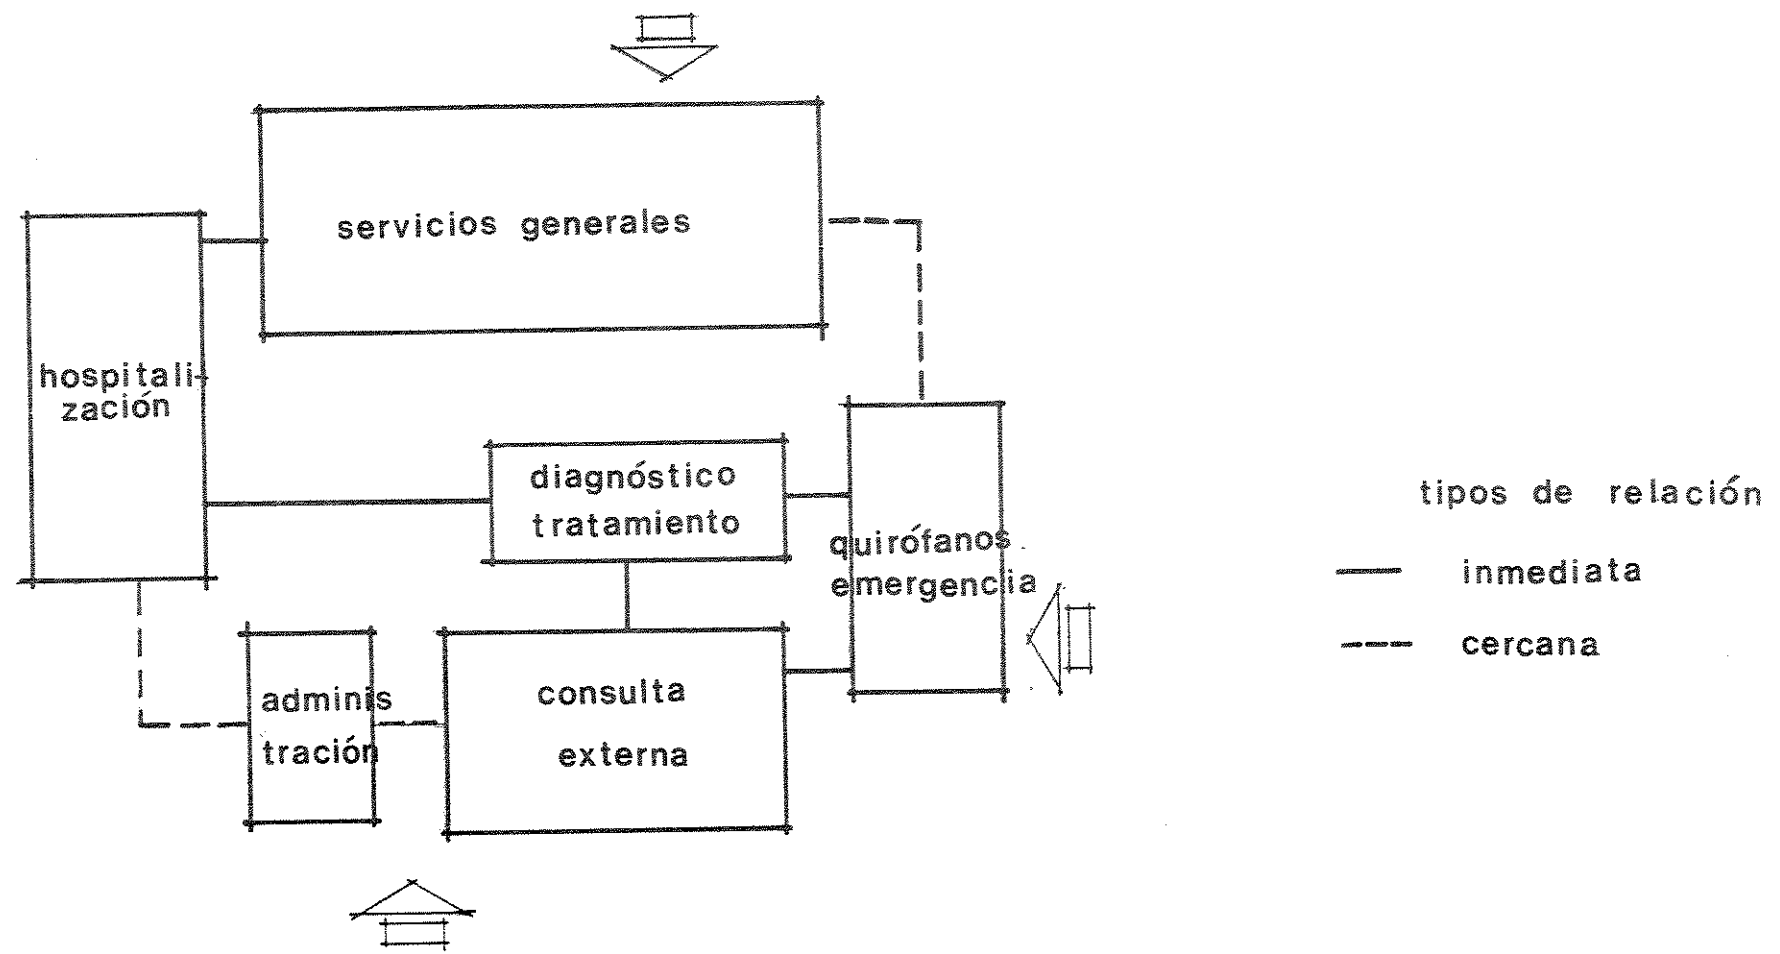 servicios generales
hospitali-
zación
diagnóstico
tratamiento
quirófanos
emergencia
adminis
tración
consulta
externa
tipos de relación
inmediata
cercana